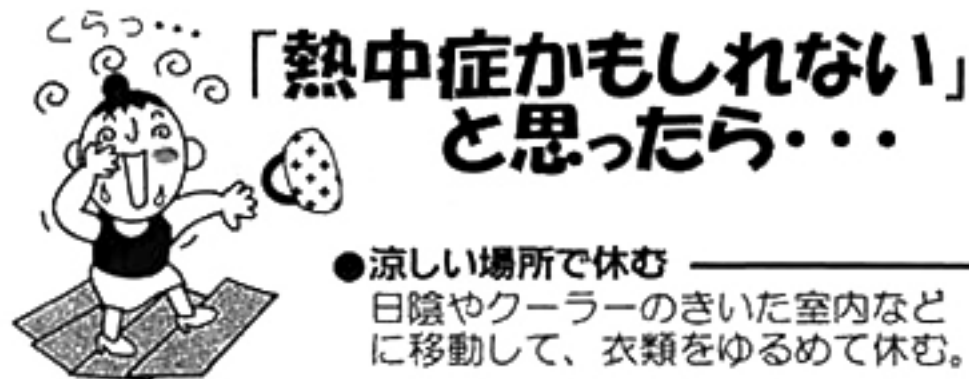 くらっ・・・
「熱中症かもしれない」
と思ったら・・・
●涼しい場所で休む
日陰やクーラーのきいた室内など
に移動して、衣類をゆるめて休む。